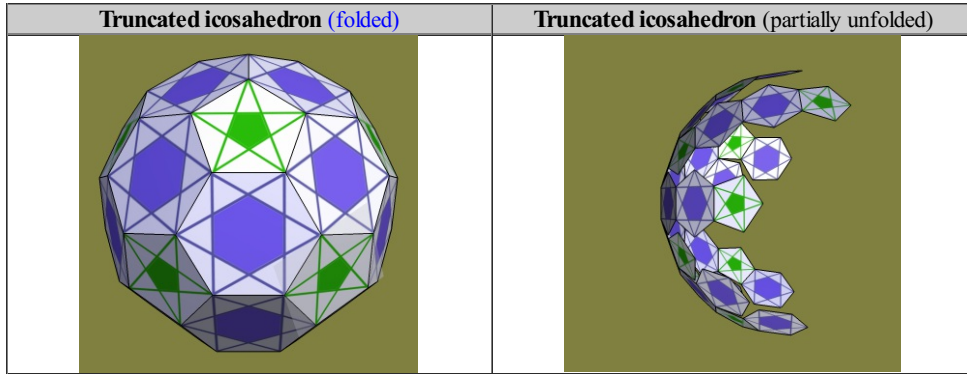 Truncated icosahedron (folded)
Truncated icosahedron (partially unfolded)